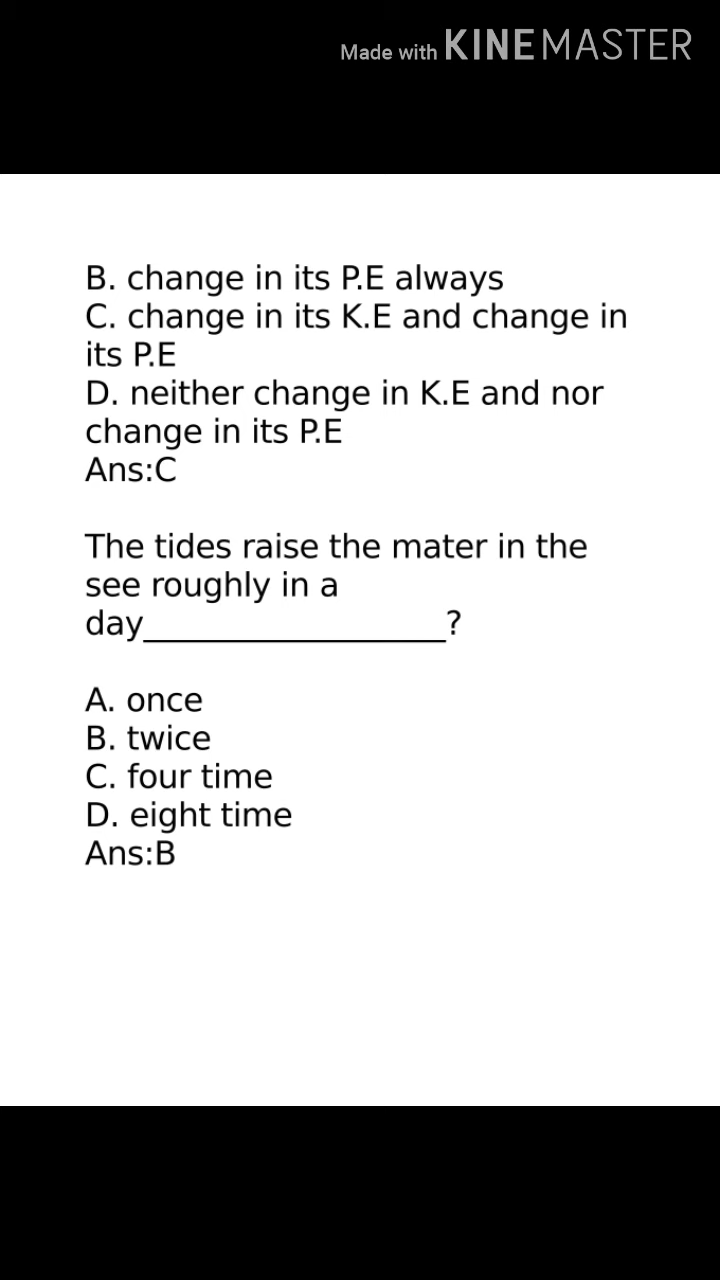 Made with KINEMASTER
B. change in its P.E always
C. change in its K.E and change in
its P.E
D. neither change in K.E and nor
change in its P.E
Ans:C
The tides raise the mater in the
see roughly in a
day__________________?
A. once
B. twice
C. four time
D. eight time
Ans:B